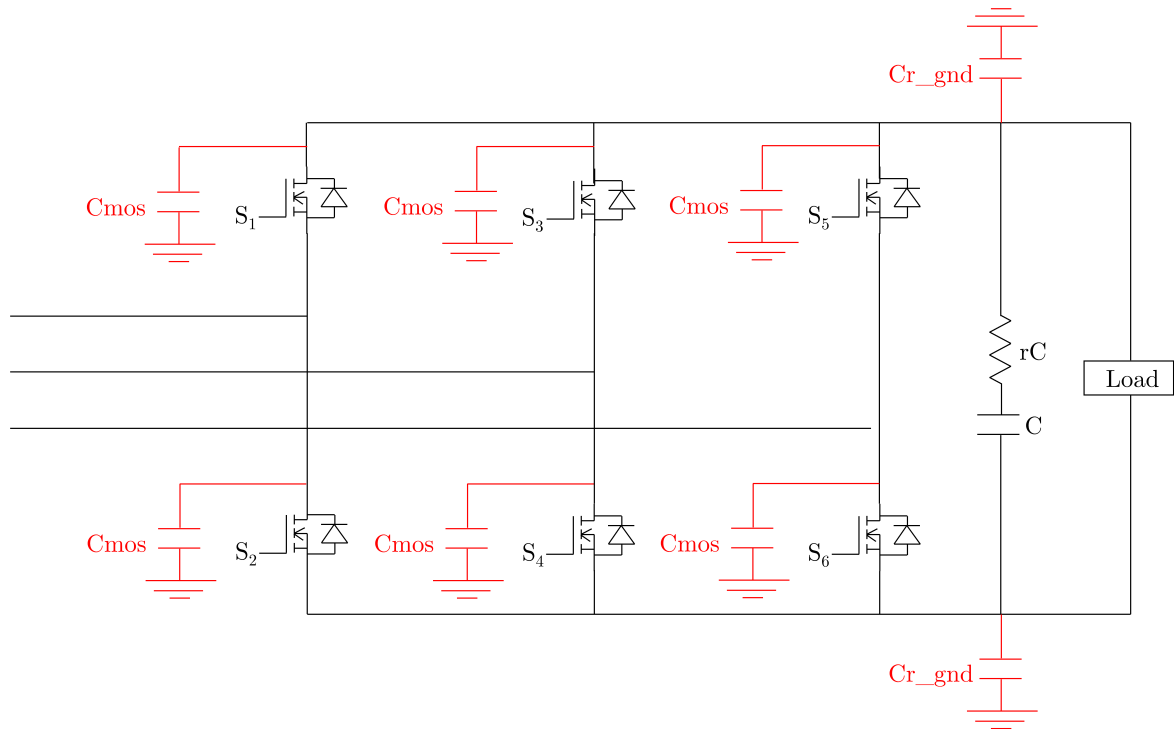 Cr_gnd
Cmos
S1
Cmos
S3
Cmos
S5
rC
Load
C
Cmos
S2
Cmos
S4
Cmos
S6
Cr_gnd